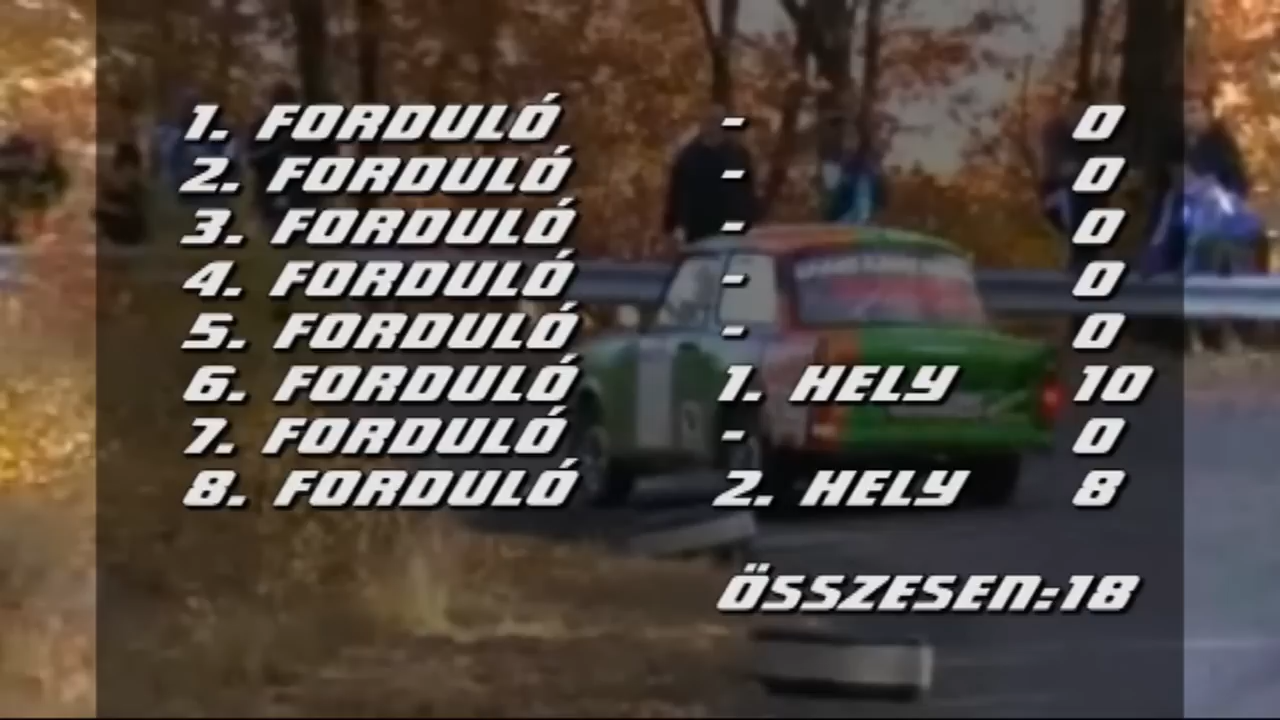 1. FORDULÓ - 0
2. FORDULÓ - 0
3. FORDULÓ - 0
4. FORDULÓ - 0
5. FORDULÓ - 0
6. FORDULÓ 1. HELY 10
7. FORDULÓ - 0
8. FORDULÓ 2. HELY 8
ÖSSZESEN:18